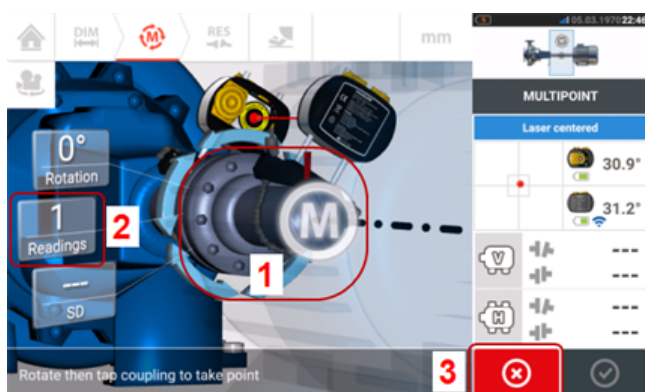 DIM
M
RES
mm
05.03.1970 22:46
MULTIPOINT
Laser centered
0°
Rotation
30.9°
1
Readings
2
M
31.2°
1
V
---
---
---
SD
H
---
---
Rotate then tap coupling to take point
3